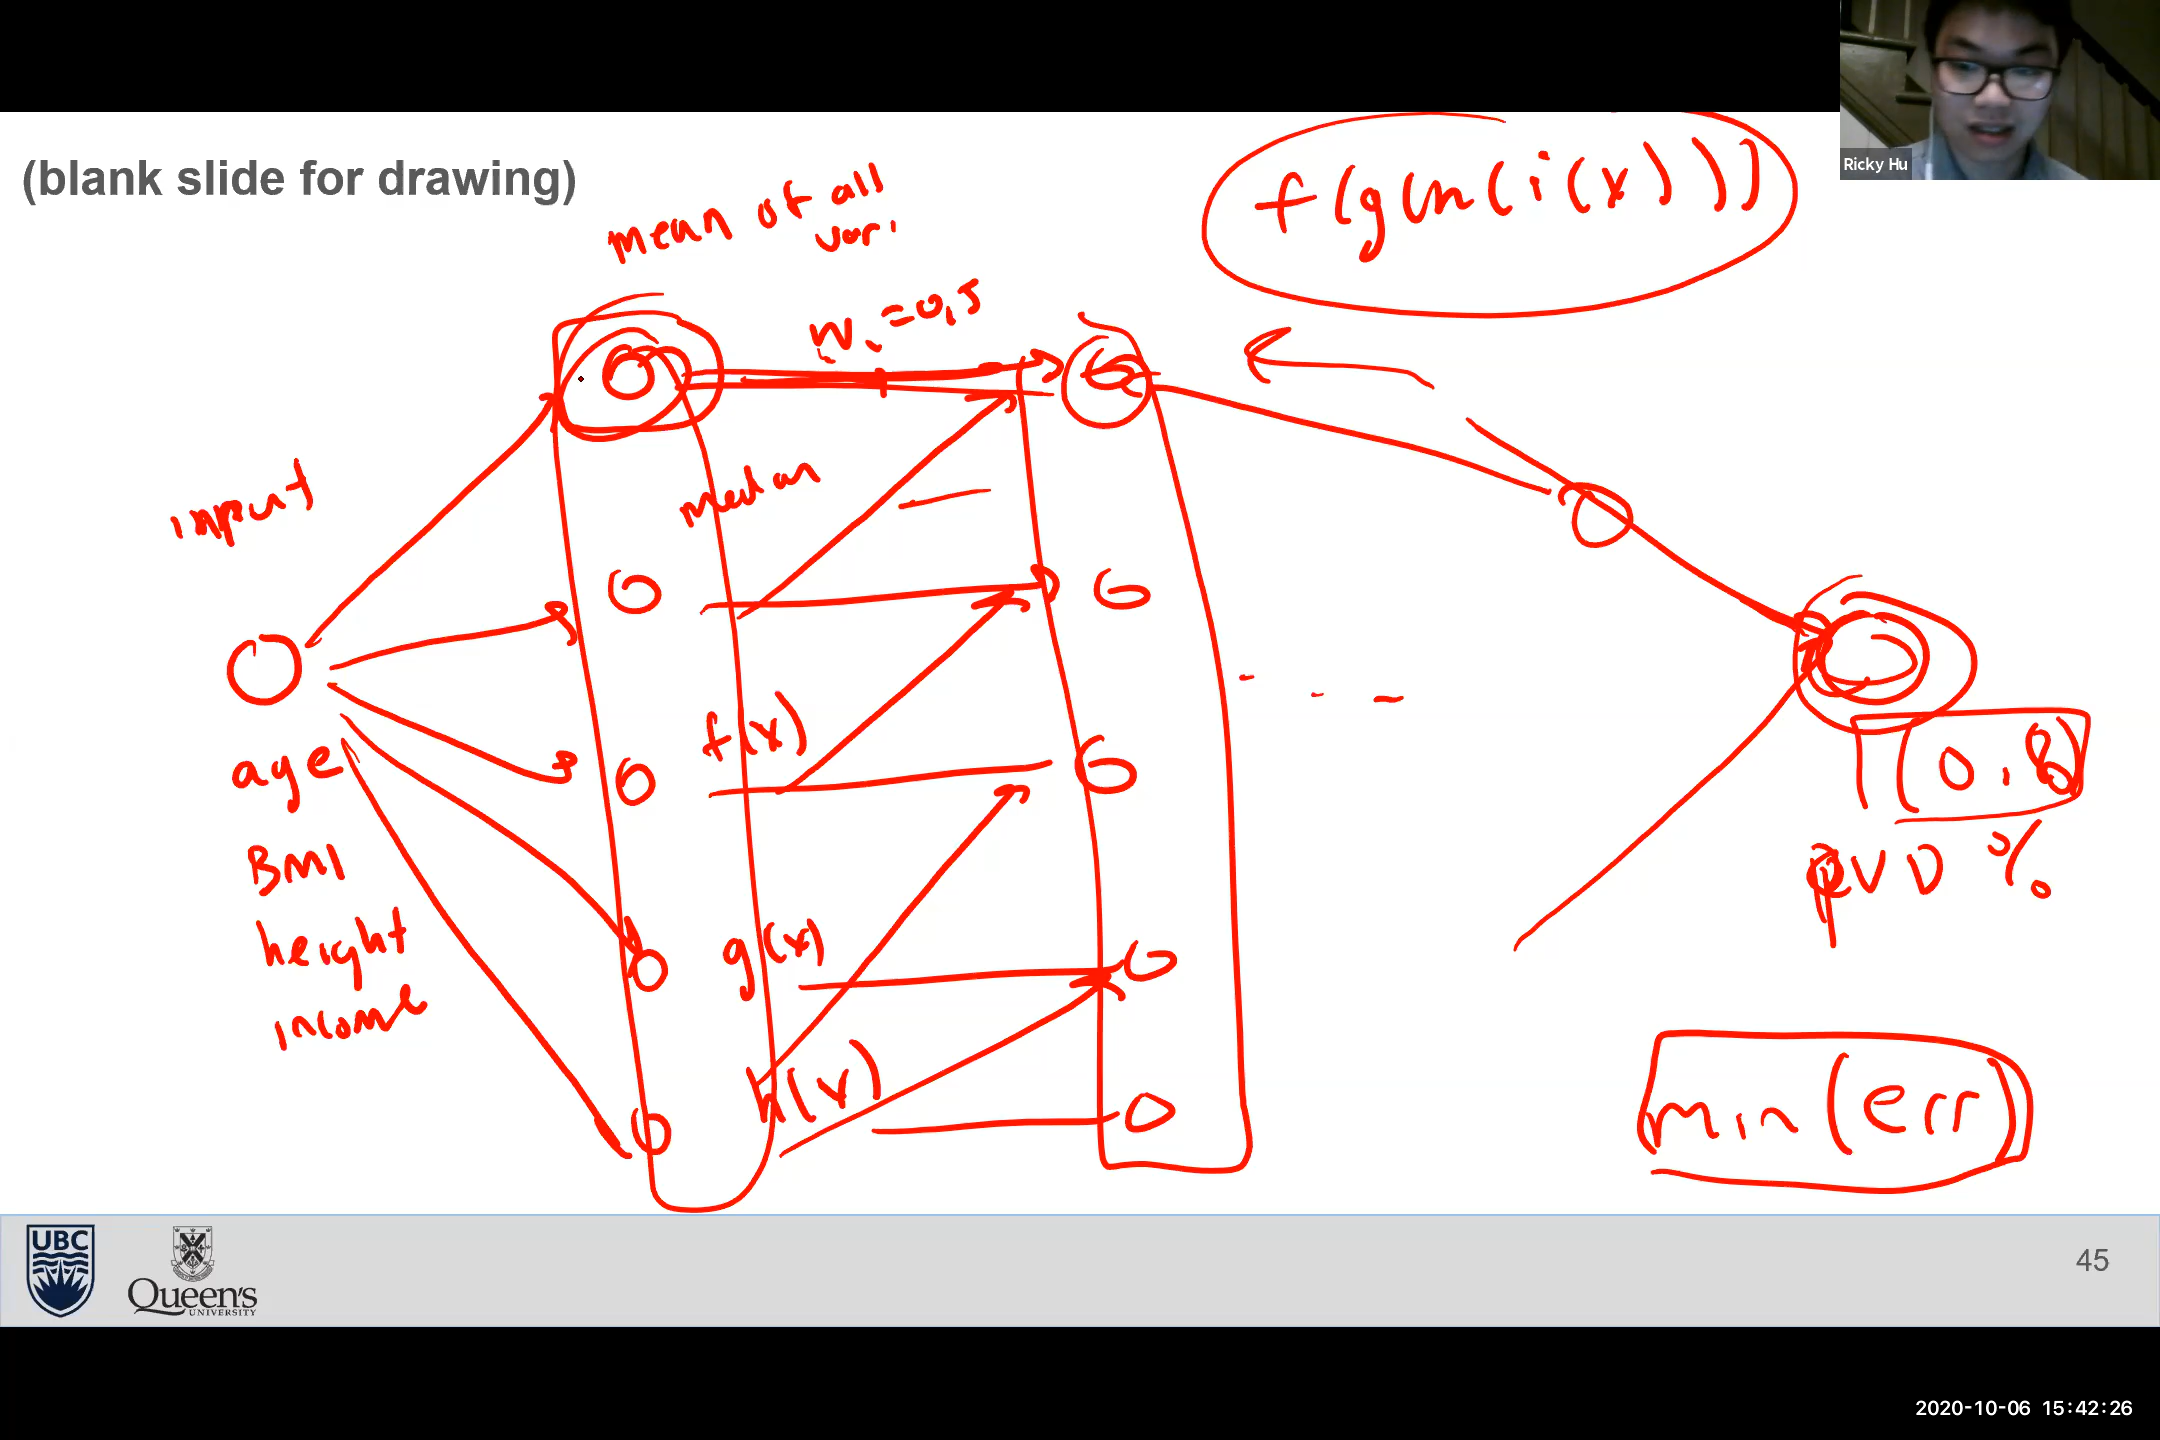 Ricky Hu
(blank slide for drawing)
mean of all
var.
f(g(h(i(x))))
w₁ = 0.5
input
median
age
BMI
height
income
f(x)
g(x)
h(x)
0.8
PVD %
min(err)
UBC
Queen's
UNIVERSITY
45
2020-10-06 15:42:26